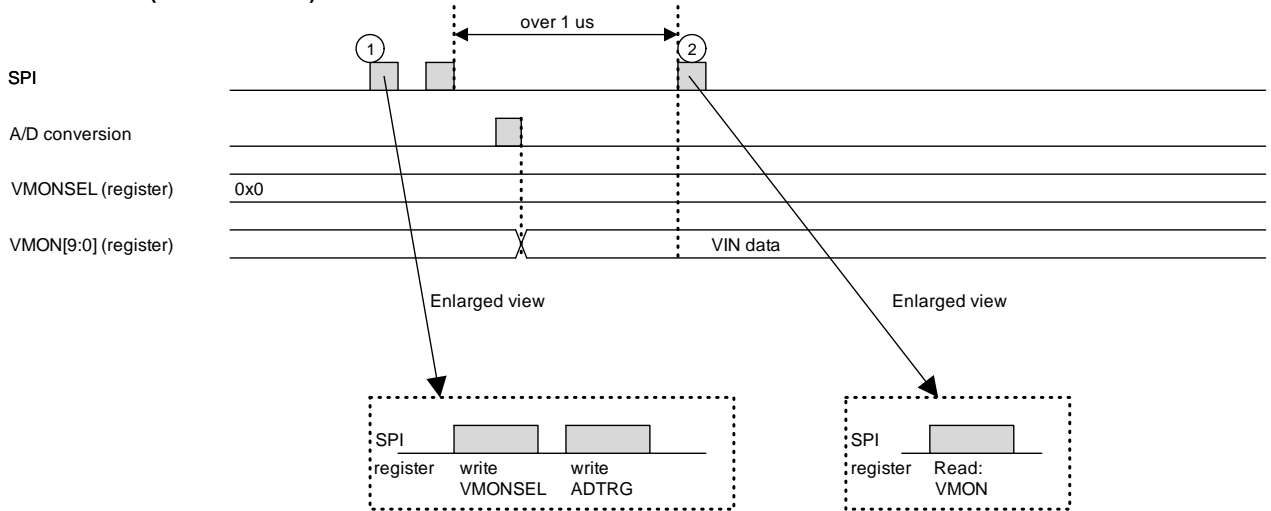 over 1 us
1
2
SPI
A/D conversion
VMONSEL (register)
0x0
VMON[9:0] (register)
VIN data
Enlarged view
Enlarged view
SPI
register
write
VMONSEL
write
ADTRG
SPI
register
Read:
VMON